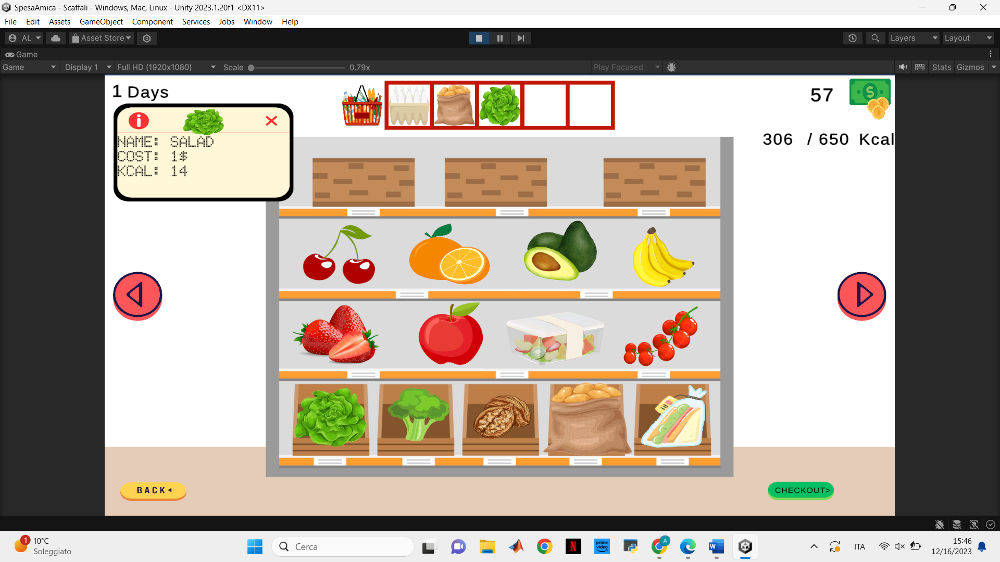 SpesaAmica - Scaffali - Windows, Mac, Linux - Unity 2023.1.20f1 <DX11>
File Edit Assets GameObject Component Services Jobs Window Help
AL Asset Store Layers Layout
Game
Game Display 1 Full HD (1920x1080) Scale 0.79x Play Focused Stats Gizmos
1 Days
57
306 / 650 Kcal
NAME: SALAD
COST: 1$
KCAL: 14
BACK
CHECKOUT>
1
10°C
Soleggiato
Cerca
prime video
A
ITA
15:46
12/16/2023